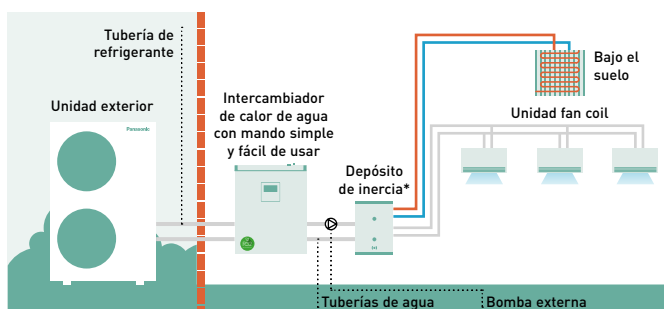 Tubería de
refrigerante
Unidad exterior
Panasonic
Intercambiador
de calor de agua
con mando simple
y fácil de usar
Depósito
de inercia*
Bajo el
suelo
Unidad fan coil
Tuberías de agua
Bomba externa